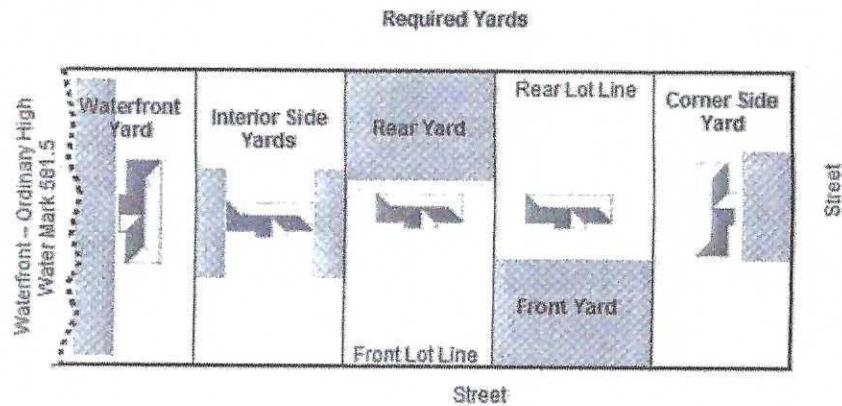 Required Yards
Waterfront – Ordinary High
Water Mark 581.5
Waterfront
Yard
Interior Side
Yards
Rear Yard
Rear Lot Line
Corner Side
Yard
Street
Front Yard
Front Lot Line
Street